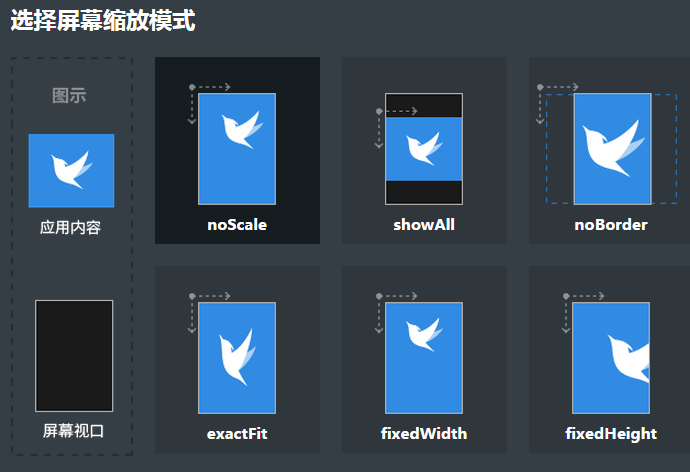 选择屏幕缩放模式
图示
应用内容
屏幕视口
noScale
showAll
noBorder
exactFit
fixedWidth
fixedHeight